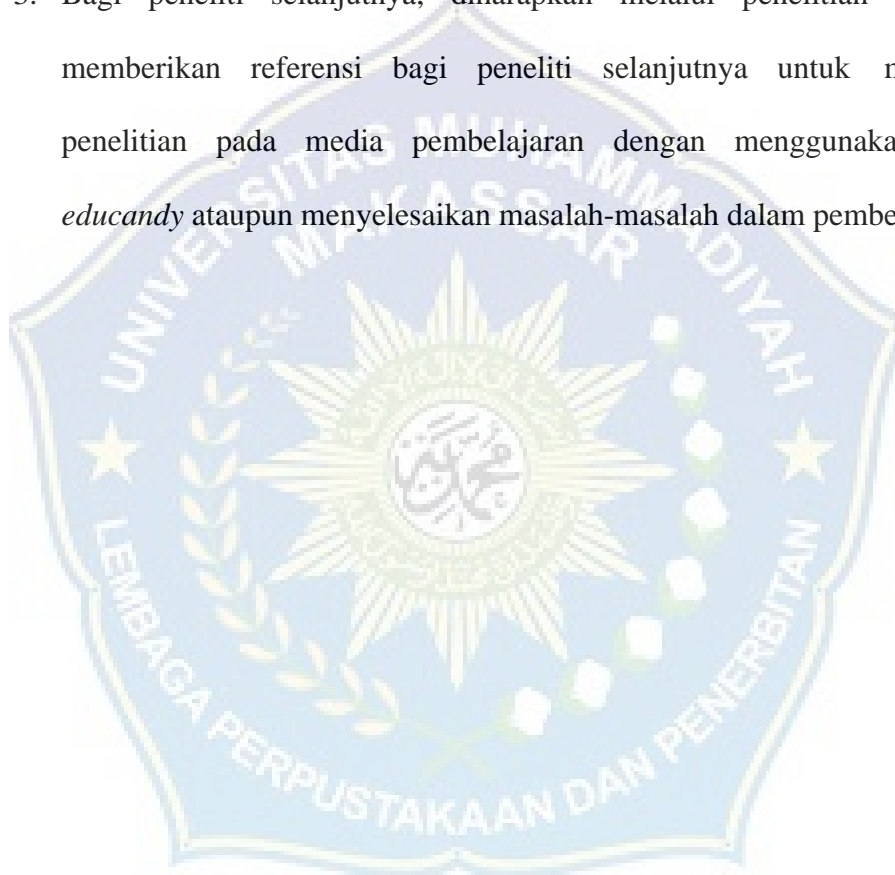 Bagi peneliti selanjutnya, diharapkan melalui penelitian
memberikan referensi bagi peneliti selanjutnya untuk
penelitian pada media pembelajaran dengan menggunaka
educandy ataupun menyelesaikan masalah-masalah dalam pembe
UNIVERSITAS MUHAMMADIYAH
MAKASSAR
LEMBAGA PERPUSTAKAAN DAN PENERBITAN